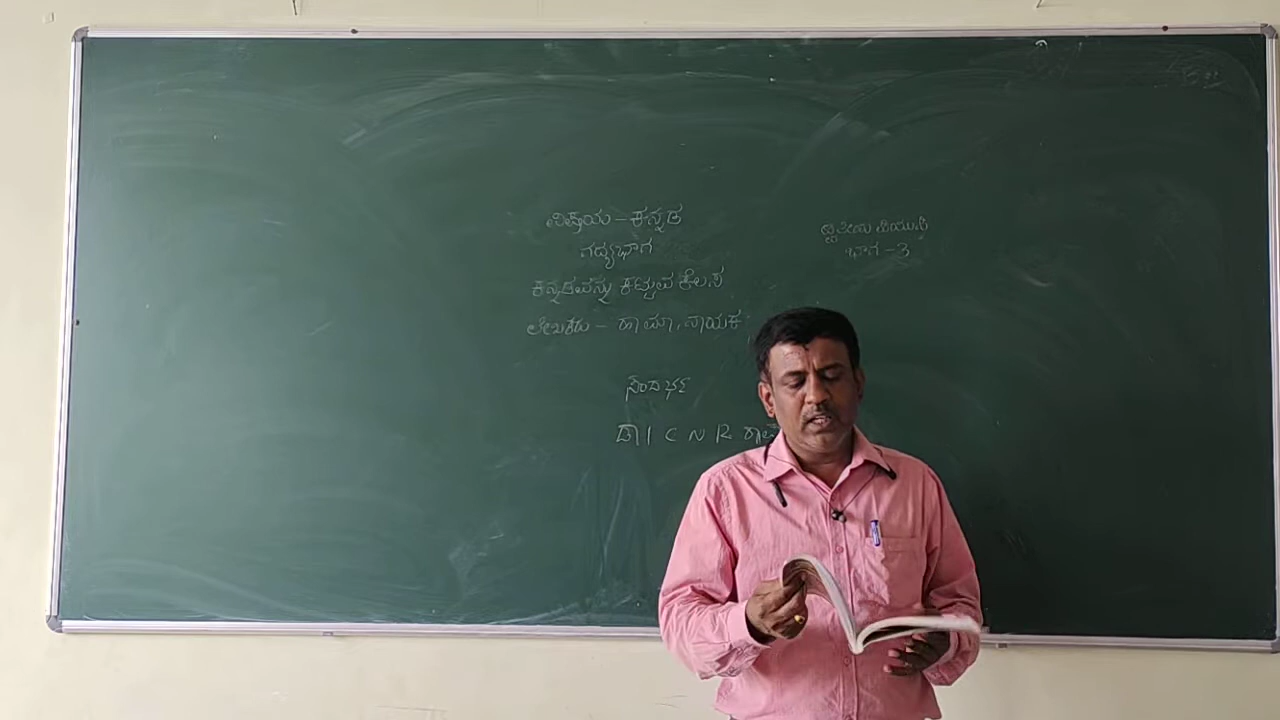 ವಿಷಯ - ಕನ್ನಡ
ಗದ್ಯಭಾಗ
ಕನ್ನಡವನ್ನು ಕಟ್ಟುವ ಕೆಲಸ
ಲೇಖಕರು - ಹಾ ಮಾ . ನಾಯಕ
ಸಂದರ್ಭ
ಡಾ | C N R
ದ್ವಿತೀಯ ಪಿಯುಸಿ
ಭಾಗ - 3